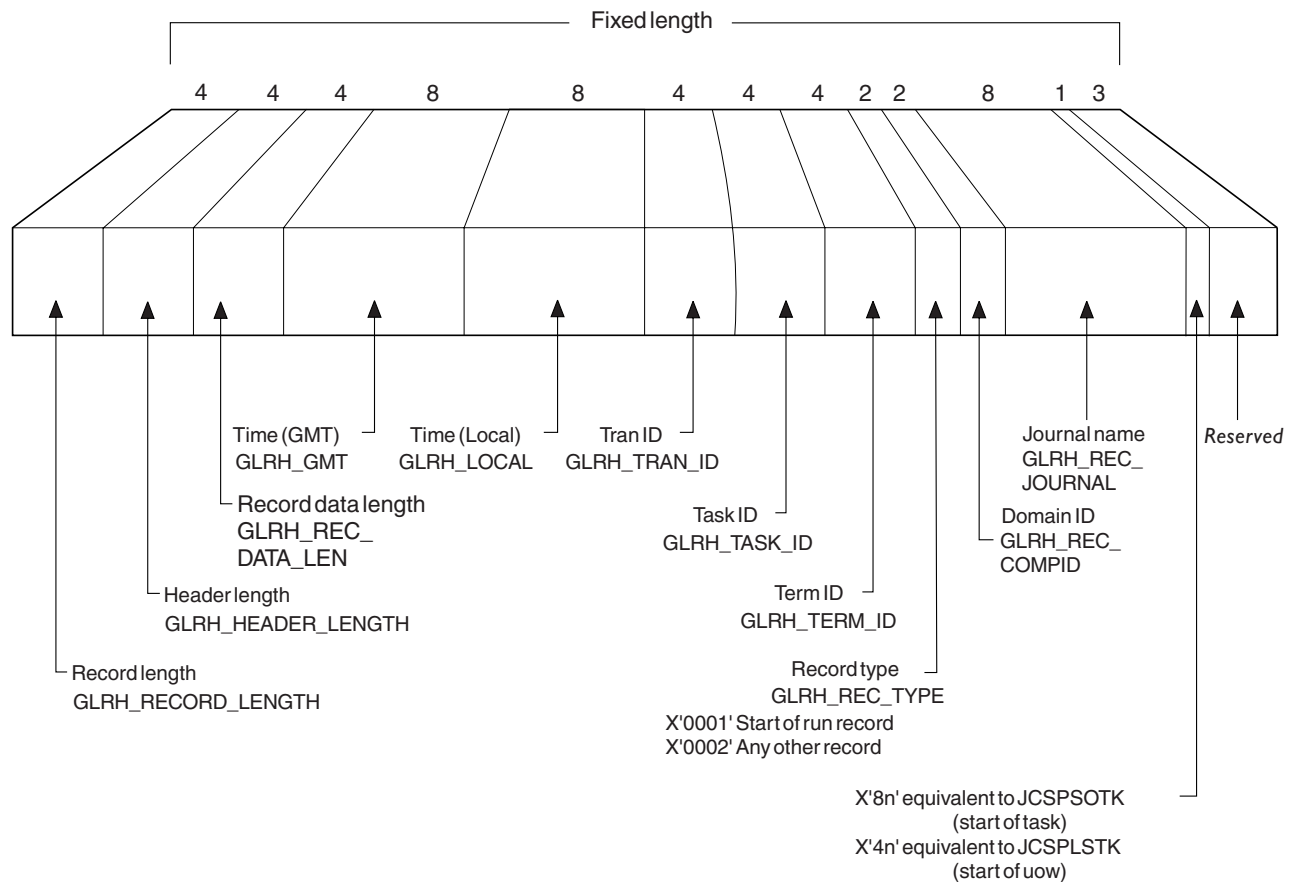 Fixed length
4 4 4 8 8 4 4 4 2 2 8 1 3
Time (GMT)
GLRH_GMT
Time (Local)
GLRH_LOCAL
Tran ID
GLRH_TRAN_ID
Journal name
GLRH_REC_
JOURNAL
Reserved
Record data length
GLRH_REC_
DATA_LEN
Task ID
GLRH_TASK_ID
Domain ID
GLRH_REC_
COMPID
Header length
GLRH_HEADER_LENGTH
Term ID
GLRH_TERM_ID
Record length
GLRH_RECORD_LENGTH
Record type
GLRH_REC_TYPE
X'0001' Start of run record
X'0002' Any other record
X'8n' equivalent to JCSPSOTK
(start of task)
X'4n' equivalent to JCSPLSTK
(start of uow)